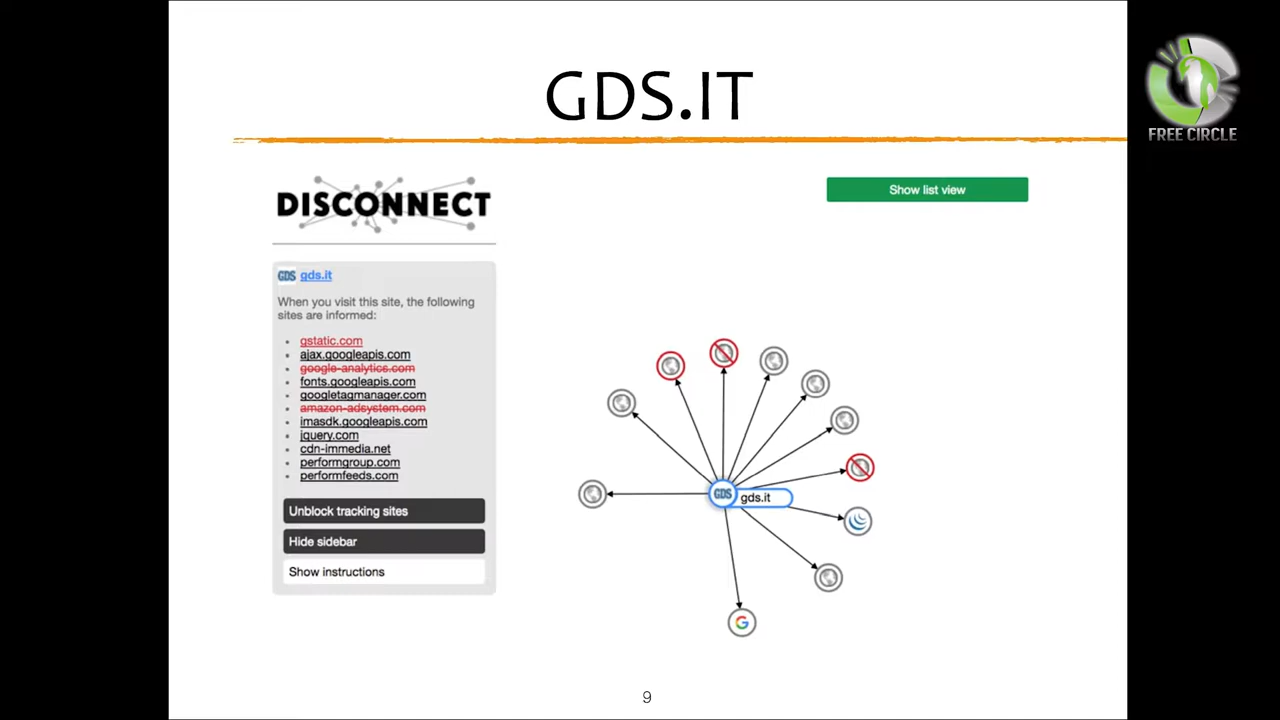 GDS.IT
FREE CIRCLE
DISCONNECT
Show list view
GDS gds.it
When you visit this site, the following
sites are informed:
gstatic.com
ajax.googleapis.com
google-analytics.com
fonts.googleapis.com
googletagmanager.com
amazon-adsystem.com
imasdk.googleapis.com
jquery.com
cdn-immedia.net
performgroup.com
performfeeds.com
Unblock tracking sites
Hide sidebar
Show instructions
GDS gds.it
G
9